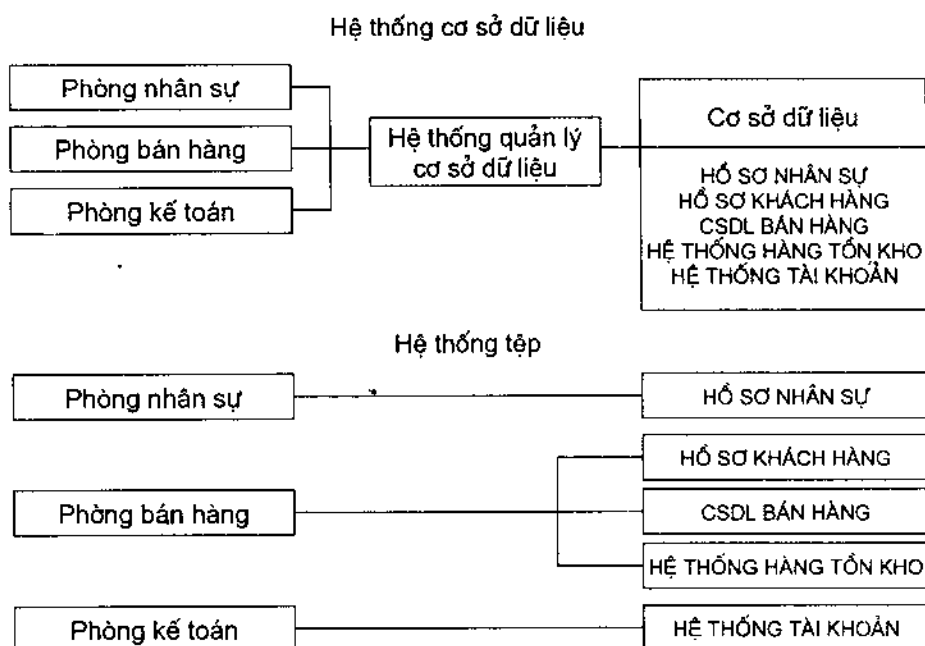 Hệ thống cơ sở dữ liệu
Phòng nhân sự
Phòng bán hàng
Phòng kế toán
Hệ thống quản lý
cơ sở dữ liệu
Cơ sở dữ liệu
HỒ SƠ NHÂN SỰ
HỒ SƠ KHÁCH HÀNG
CSDL BÁN HÀNG
HỆ THỐNG HÀNG TỒN KHO
HỆ THỐNG TÀI KHOẢN
Hệ thống tệp
Phòng nhân sự
HỒ SƠ NHÂN SỰ
Phòng bán hàng
HỒ SƠ KHÁCH HÀNG
CSDL BÁN HÀNG
HỆ THỐNG HÀNG TỒN KHO
Phòng kế toán
HỆ THỐNG TÀI KHOẢN